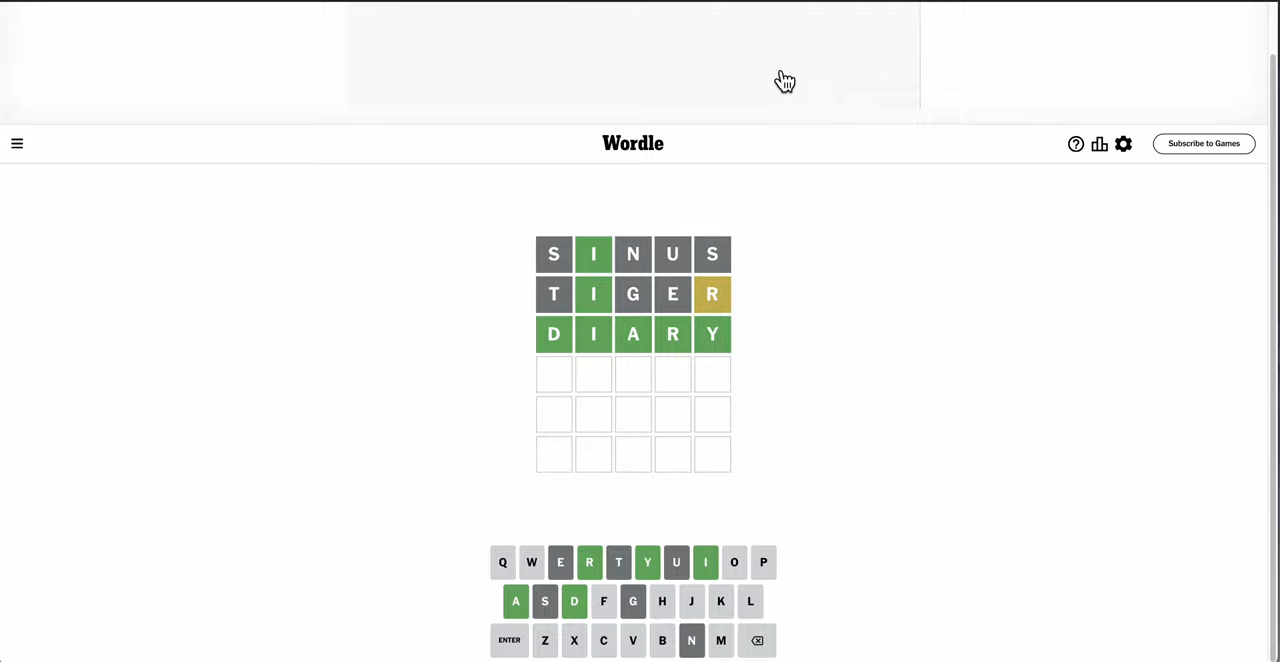 Wordle
Subscribe to Games
S I N U S
T I G E R
D I A R Y
Q W E R T Y U I O P
A S D F G H J K L
ENTER Z X C V B N M